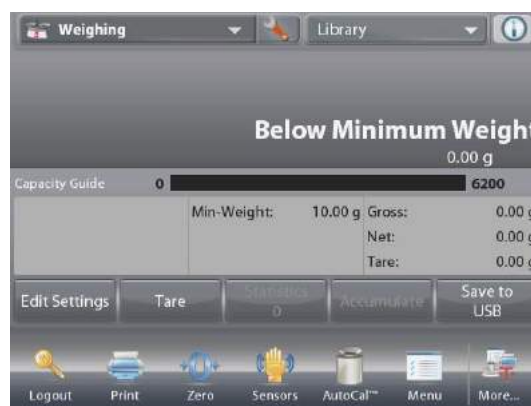 Weighing Library
Below Minimum Weight
0.00 g
Capacity Guide 0 6200
Min-Weight: 10.00 g Gross: 0.00 g
Net: 0.00 g
Tare: 0.00 g
Edit Settings Tare Statistics 0 Accumulate Save to USB
Logout Print Zero Sensors AutoCal™ Menu More...